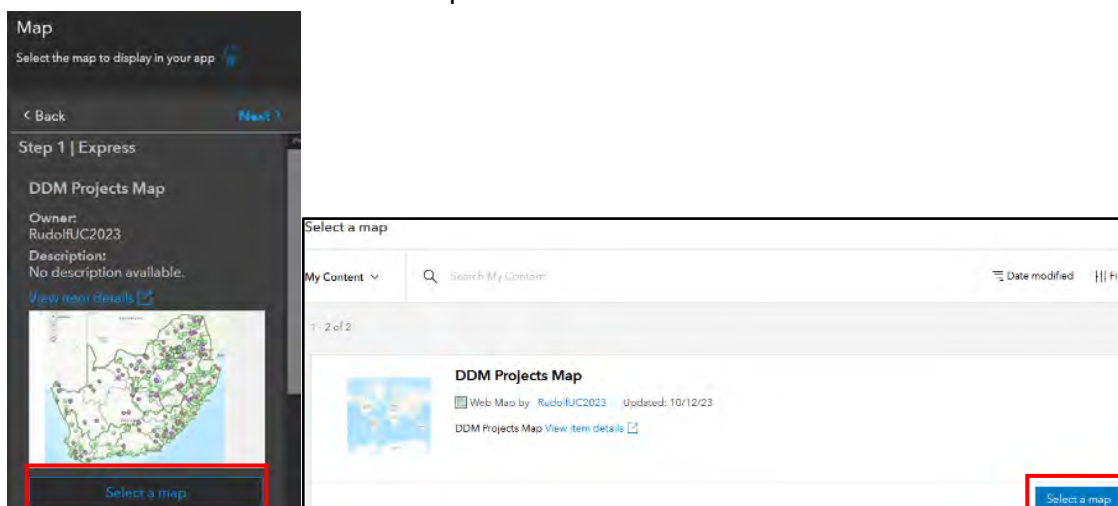 Map
Select the map to display in your app
< Back
Next >
Step 1 | Express
DDM Projects Map
Owner:
RudolfUC2023
Description:
No description available.
View item details
Select a map
Select a map
My Content
Search My Content
Date modified
Fi
1 - 2 of 2
DDM Projects Map
Web Map by RudolfUC2023 Updated: 10/12/23
DDM Projects Map View item details
Select a map